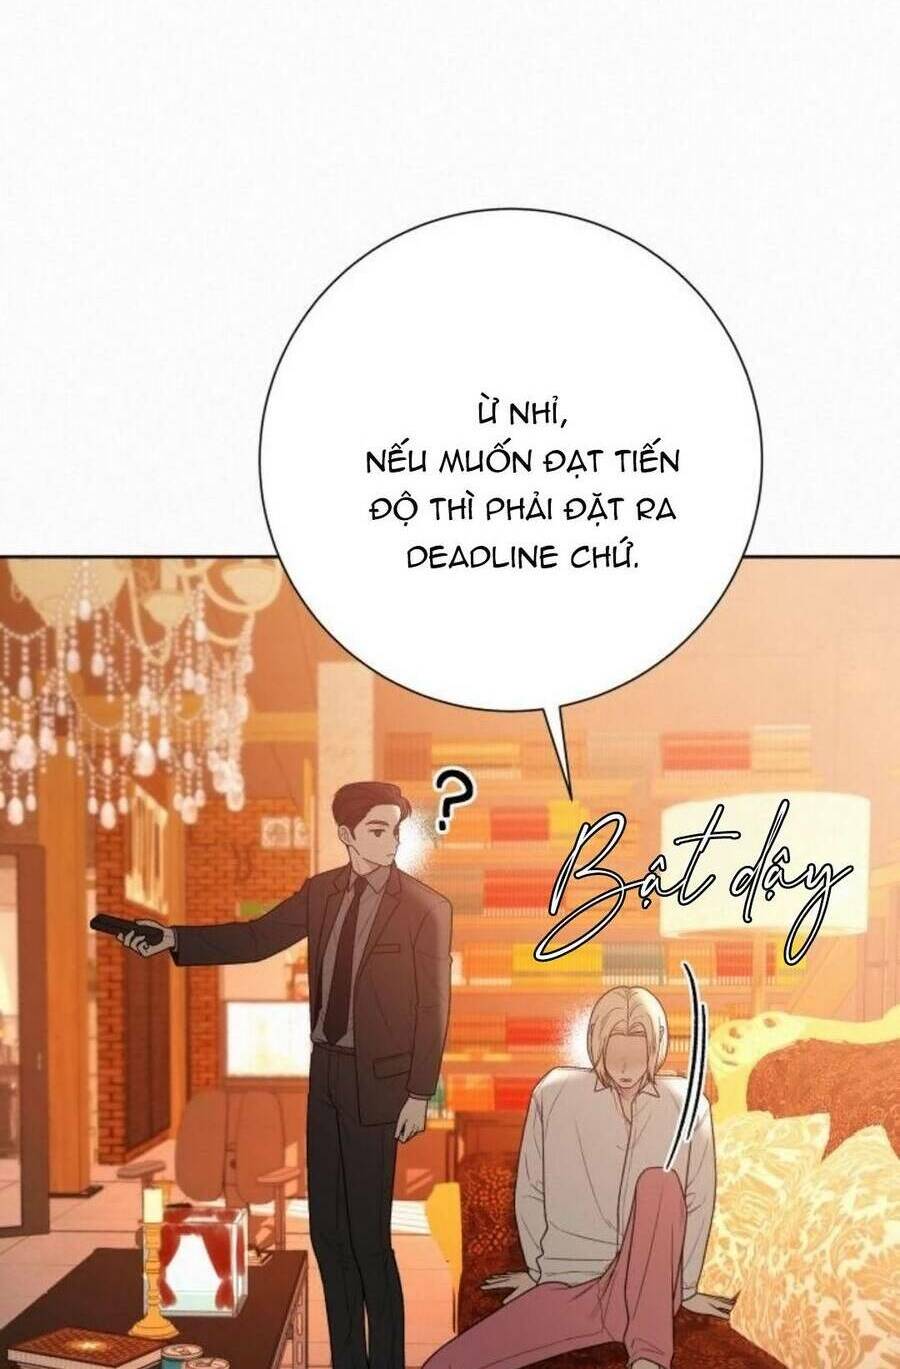 Ừ NHỈ,
NẾU MUỐN ĐẠT TIẾN
ĐỘ THÌ PHẢI ĐẶT RA
DEADLINE CHỨ.
?
Bật dậy